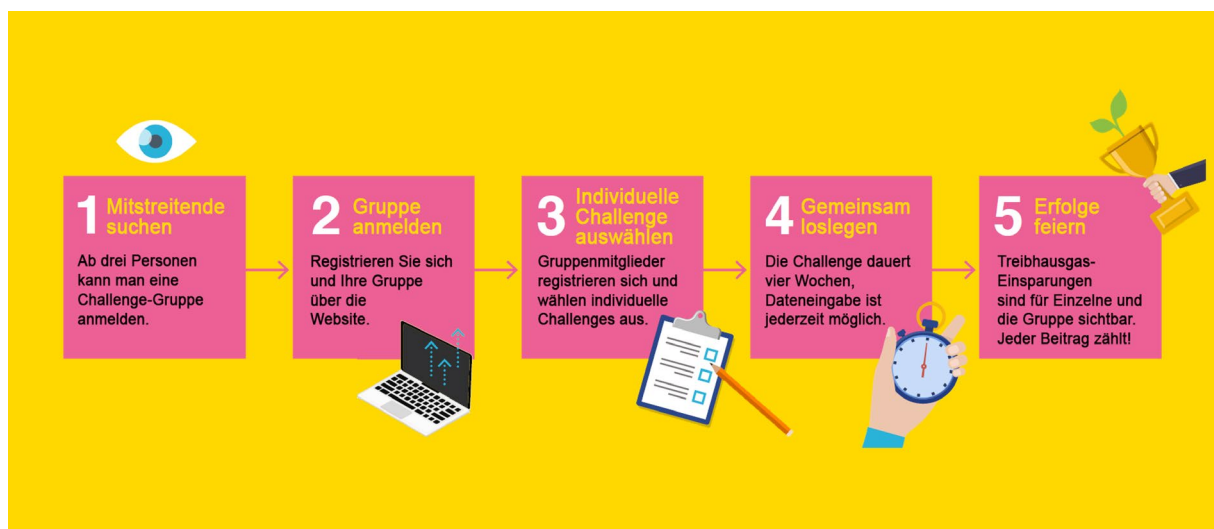 1 Mitstreitende
suchen
Ab drei Personen
kann man eine
Challenge-Gruppe
anmelden.
2 Gruppe
anmelden
Registrieren Sie sich
und Ihre Gruppe
über die
Website.
3 Individuelle
Challenge
auswählen
Gruppenmitglieder
registrieren sich und
wählen individuelle
Challenges aus.
4 Gemeinsam
loslegen
Die Challenge dauert
vier Wochen,
Dateneingabe ist
jederzeit möglich.
5 Erfolge
feiern
Treibhausgas-
Einsparungen
sind für Einzelne und
die Gruppe sichtbar.
Jeder Beitrag zählt!